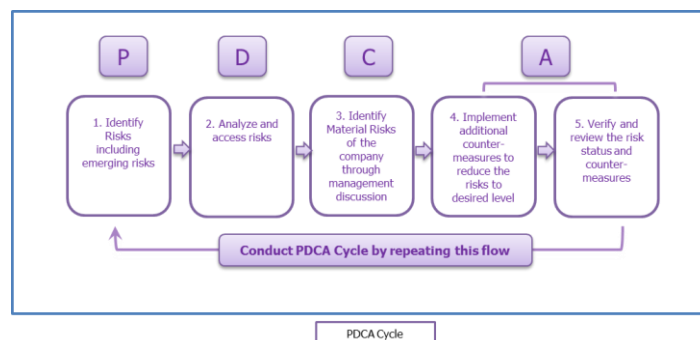 P
D
C
A
1. Identify
Risks
including
emerging risks
2. Analyze and
access risks
3. Identify
Material Risks
of the
company
through
management
discussion
4. Implement
additional
counter-
measures to
reduce the
risks to
desired level
5. Verify and
review the risk
status and
counter-
measures
Conduct PDCA Cycle by repeating this flow
PDCA Cycle